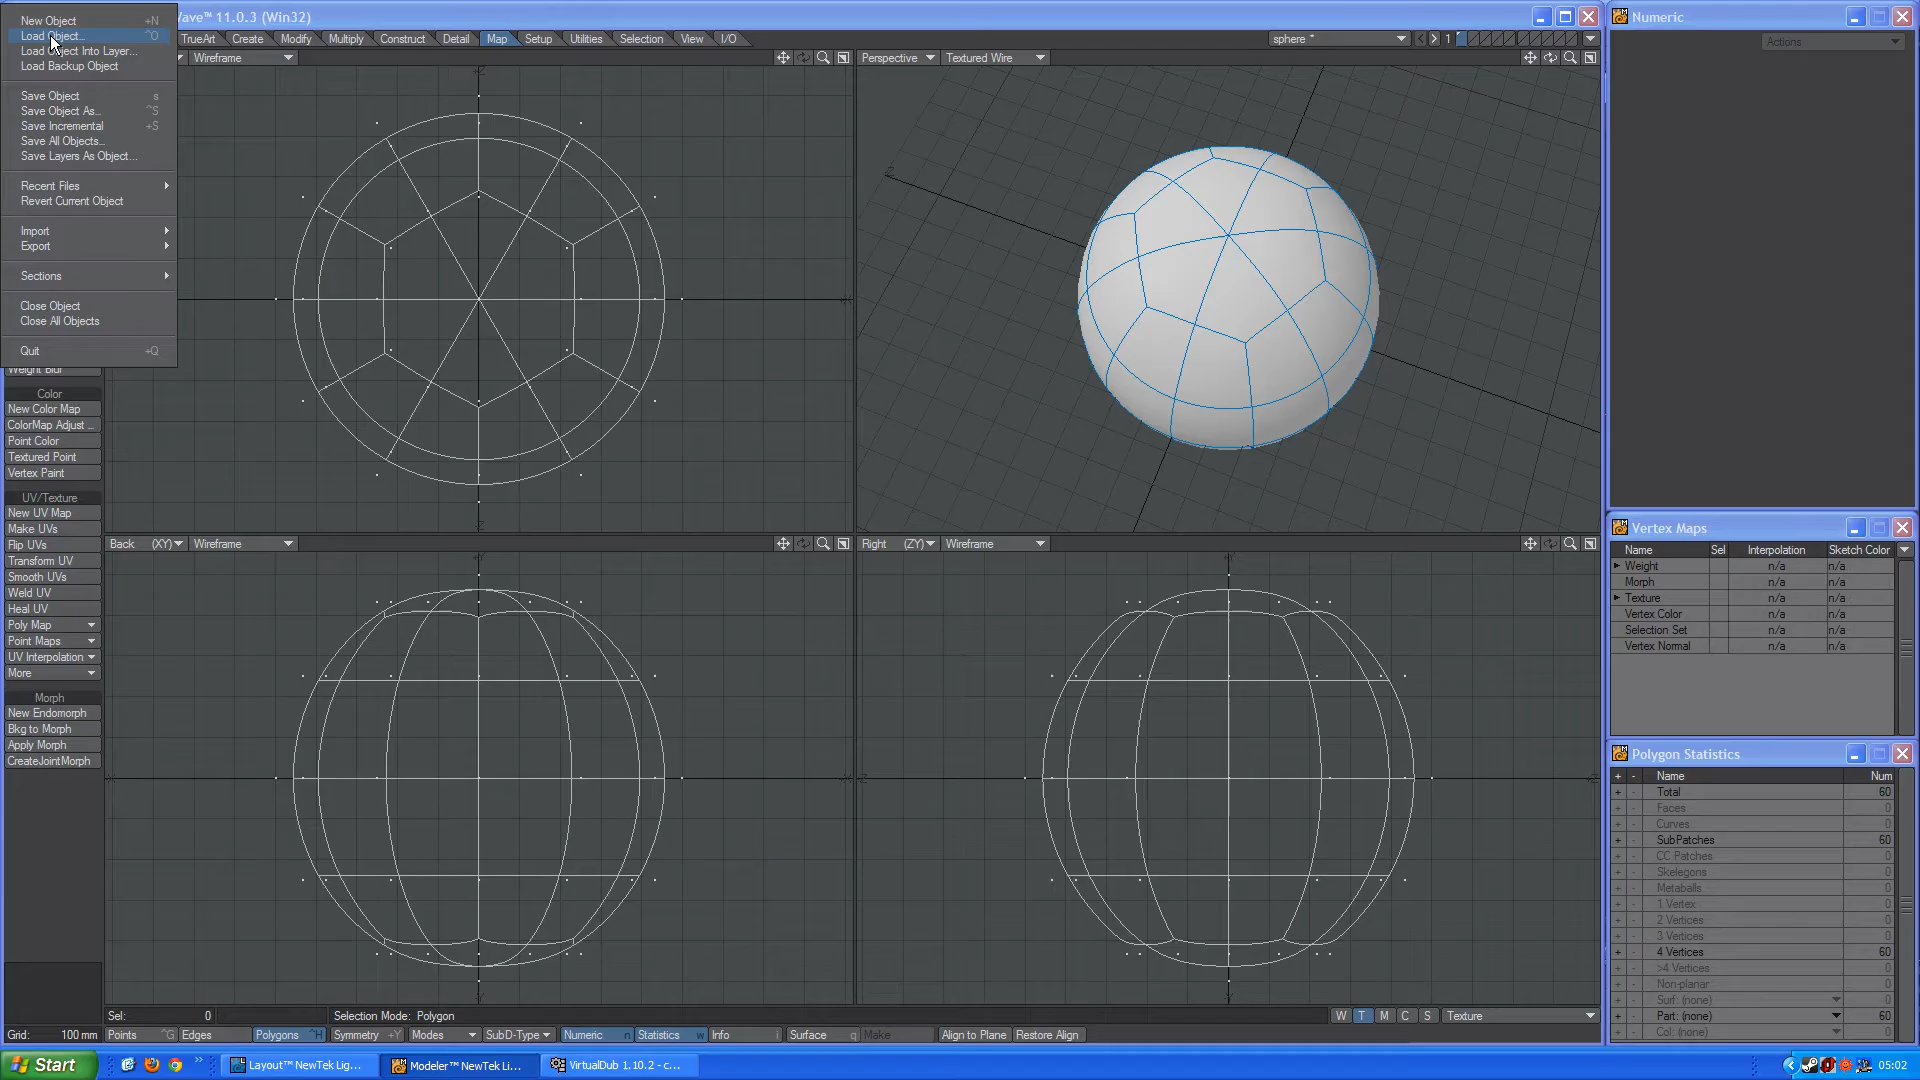 Wave™ 11.0.3 (Win32)
New Object +N
Load Object... ^O
Load Object Into Layer...
Load Backup Object
Save Object s
Save Object As... ^S
Save Incremental +S
Save All Objects...
Save Layers As Object...
Recent Files
Revert Current Object
Import
Export
Sections
Close Object
Close All Objects
Quit +Q
TrueArt Create Modify Multiply Construct Detail Map Setup Utilities Selection View I/O
sphere * 1
Wireframe
Perspective Textured Wire
Weight Blur
Color
New Color Map
ColorMap Adjust ...
Point Color
Textured Point
Vertex Paint
UV/Texture
New UV Map
Make UVs
Flip UVs
Transform UV
Smooth UVs
Weld UV
Heal UV
Poly Map
Point Maps
UV Interpolation
More
Morph
New Endomorph
Bkg to Morph
Apply Morph
CreateJointMorph
Back (XY) Wireframe
Right (ZY) Wireframe
Numeric
Actions
Vertex Maps
Name Sel Interpolation Sketch Color
Weight n/a n/a
Morph n/a n/a
Texture n/a n/a
Vertex Color n/a n/a
Selection Set n/a n/a
Vertex Normal n/a n/a
Polygon Statistics
+ - Name Num
+ - Total 60
+ - Faces 0
+ - Curves 0
+ - SubPatches 60
+ - CC Patches 0
+ - Skelegons 0
+ - Metaballs 0
+ - 1 Vertex 0
+ - 2 Vertices 0
+ - 3 Vertices 0
+ - 4 Vertices 60
+ - >4 Vertices 0
+ - Non-planar 0
+ - Surf: (none) 0
+ - Part: (none) 60
+ - Col: (none) 0
Sel: 0 Selection Mode: Polygon W T M C S Texture
Grid: 100 mm Points ^G Edges Polygons ^H Symmetry +Y Modes SubD-Type Numeric n Statistics w Info i Surface q Make Align to Plane Restore Align
Start Layout™ NewTek Lig... Modeler™ NewTek Li... VirtualDub 1.10.2 - c... 05:02